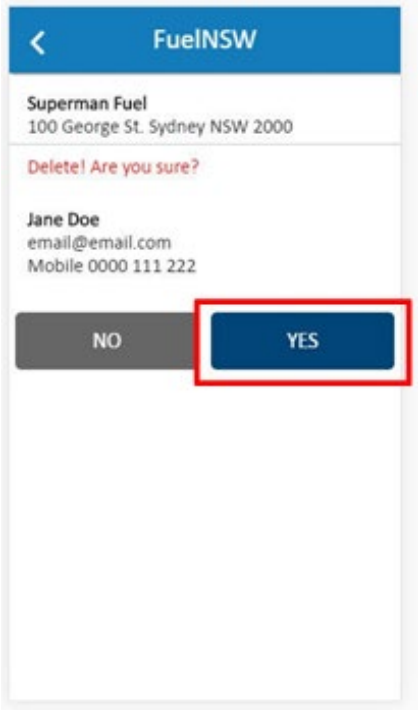 FuelNSW
Superman Fuel
100 George St. Sydney NSW 2000
Delete! Are you sure?
Jane Doe
email@email.com
Mobile 0000 111 222
NO YES